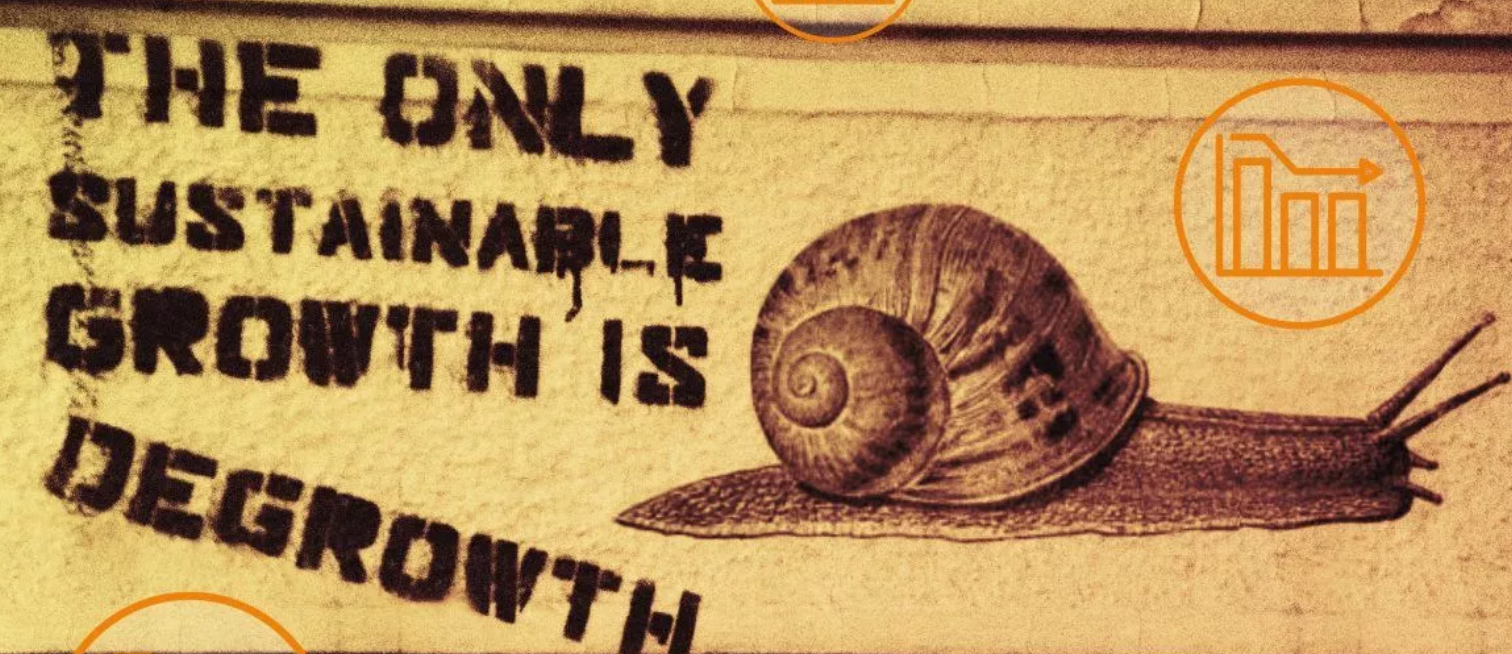 THE ONLY
SUSTAINABLE
GROWTH IS
DEGROWTH